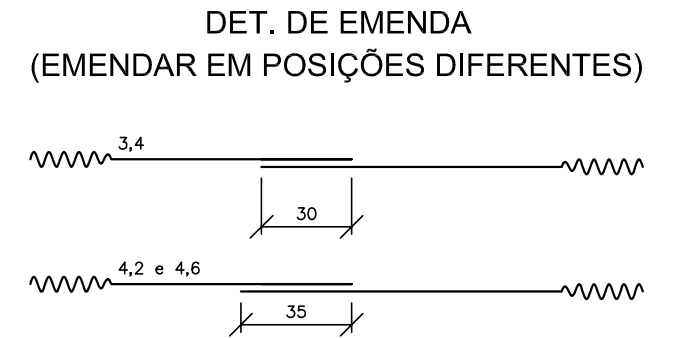 DET. DE EMENDA
(EMENDAR EM POSIÇÕES DIFERENTES)
3,4
30
4,2 e 4,6
35